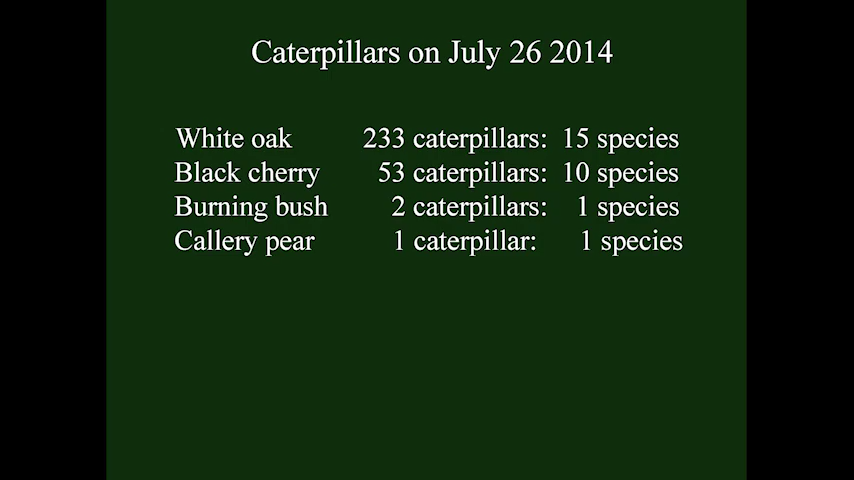 Caterpillars on July 26 2014
White oak 233 caterpillars: 15 species
Black cherry 53 caterpillars: 10 species
Burning bush 2 caterpillars: 1 species
Callery pear 1 caterpillar: 1 species